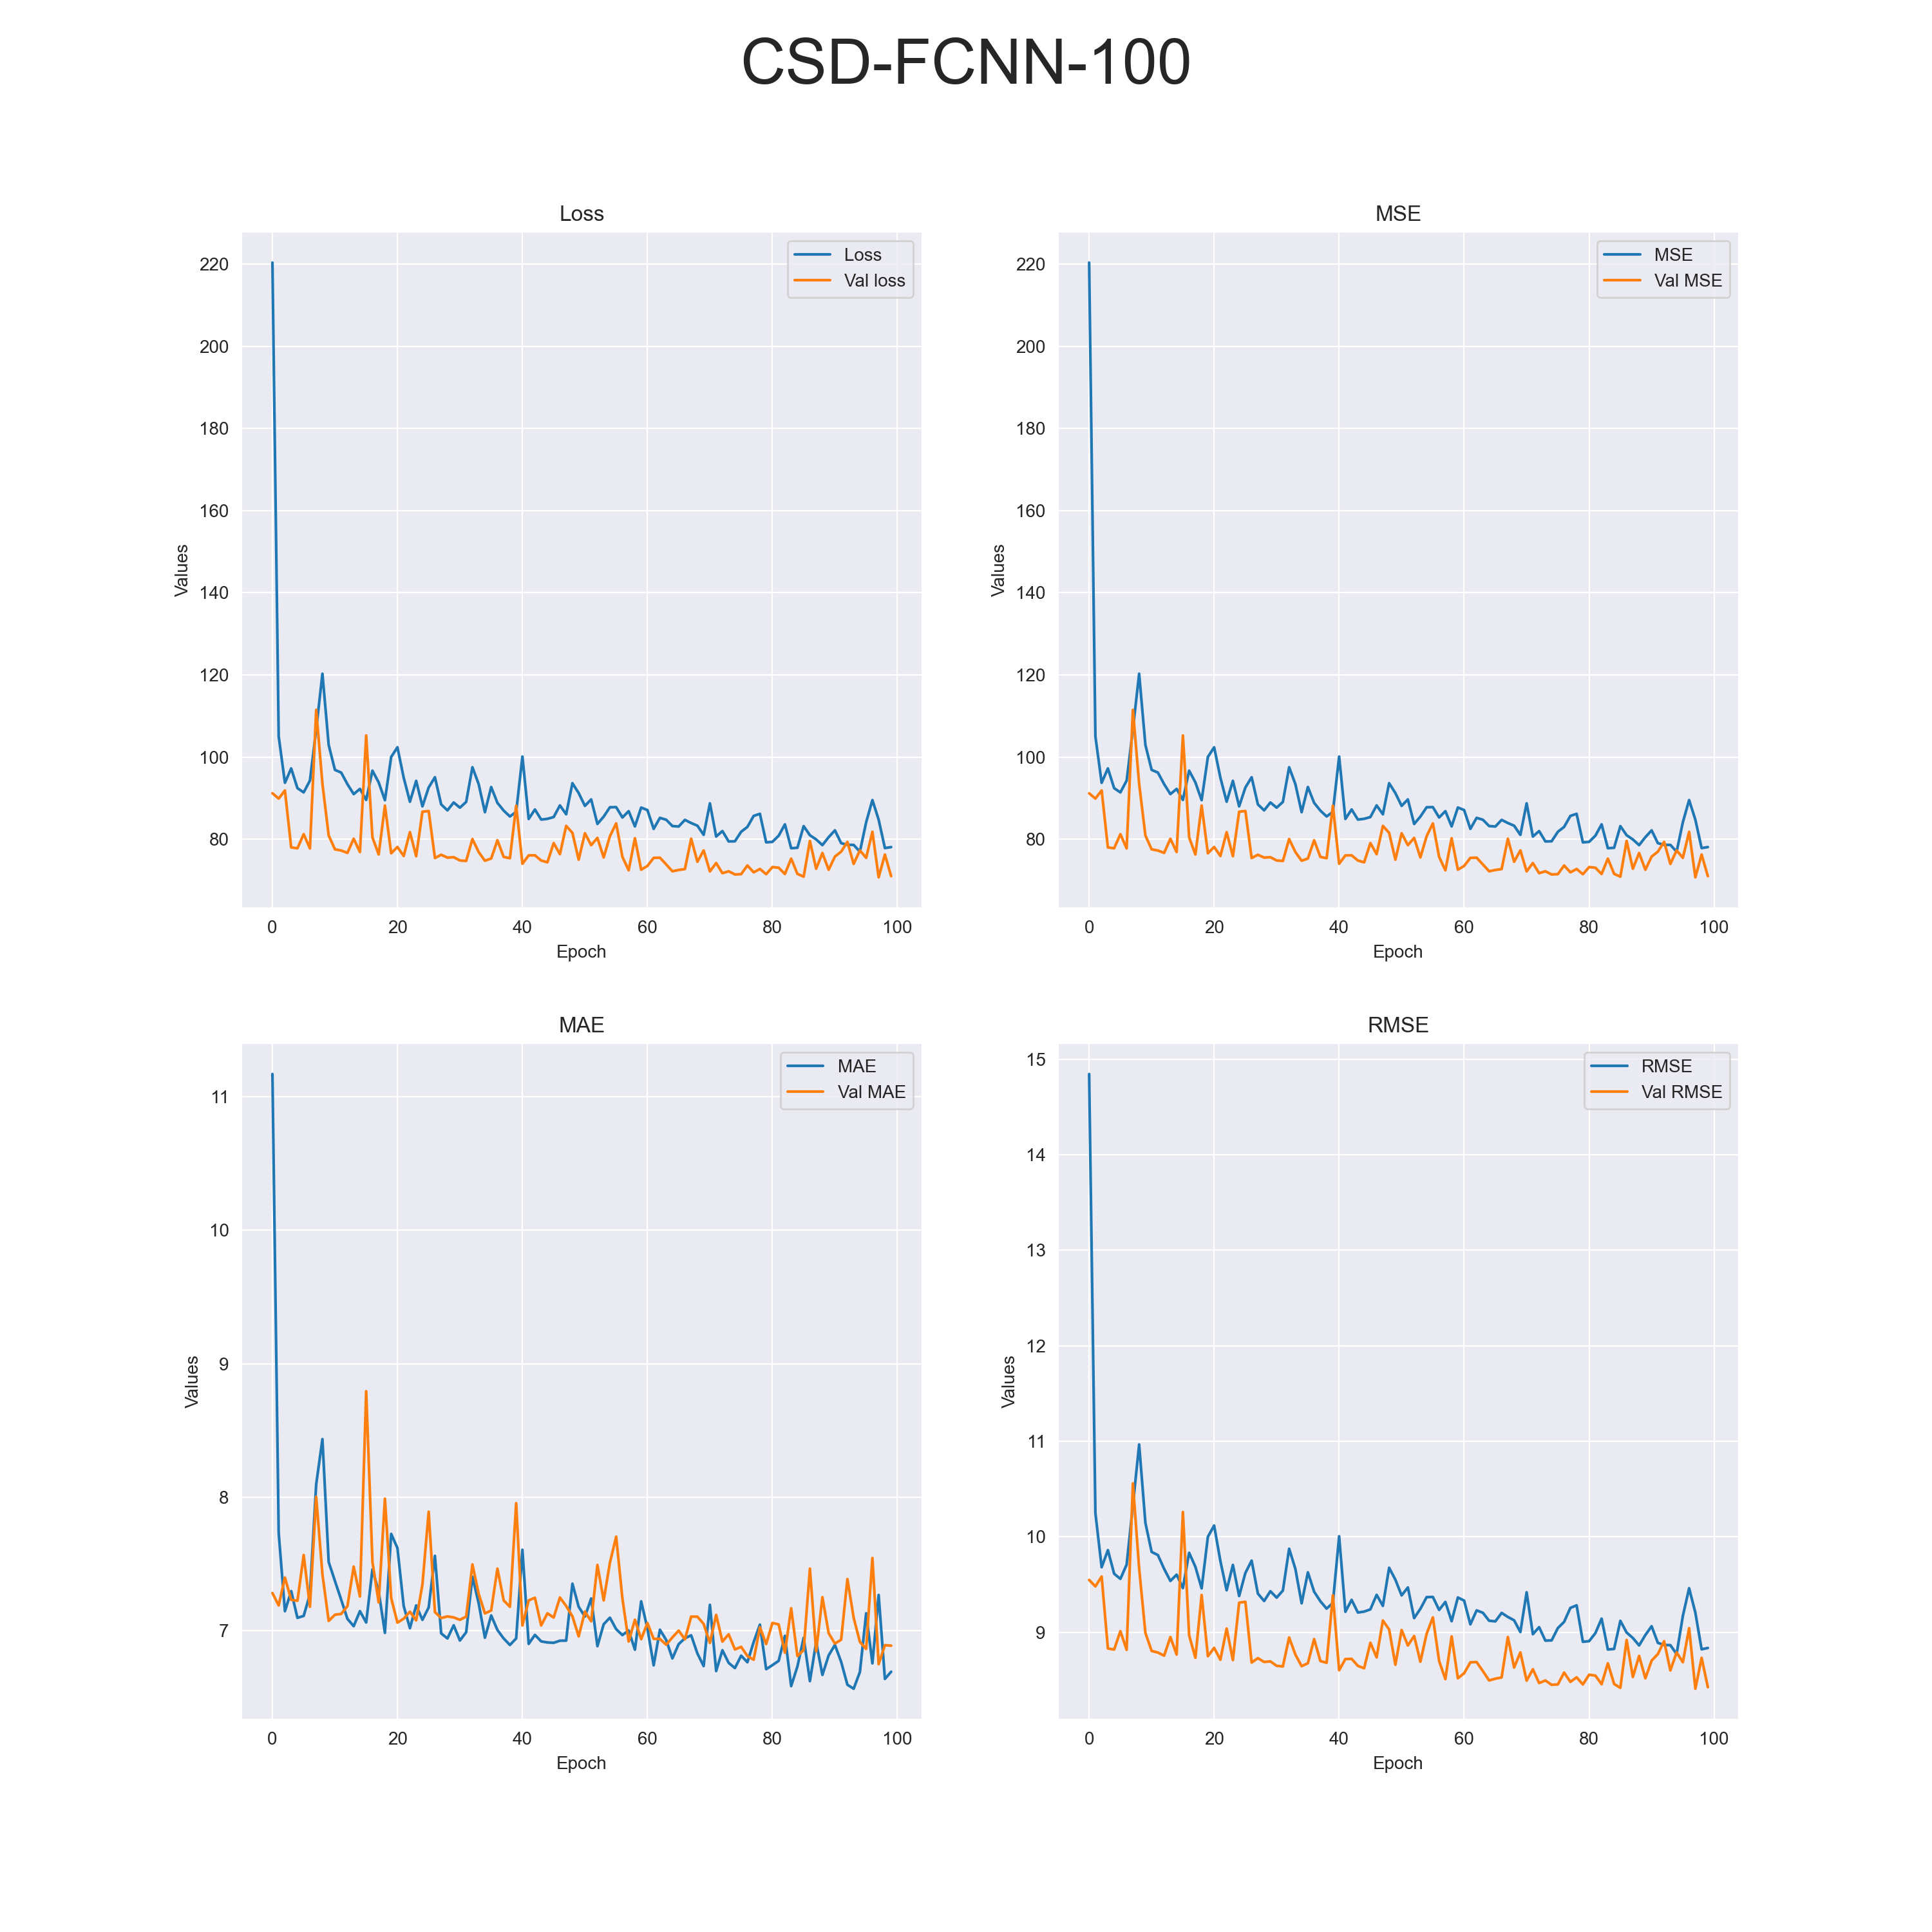 CSD-FCNN-100
Loss
220
200
180
160
140
120
100
80
Values
0 20 40 60 80 100
Epoch
Loss
Val loss
MSE
220
200
180
160
140
120
100
80
Values
0 20 40 60 80 100
Epoch
MSE
Val MSE
MAE
11
10
9
8
7
Values
0 20 40 60 80 100
Epoch
MAE
Val MAE
RMSE
15
14
13
12
11
10
9
Values
0 20 40 60 80 100
Epoch
RMSE
Val RMSE